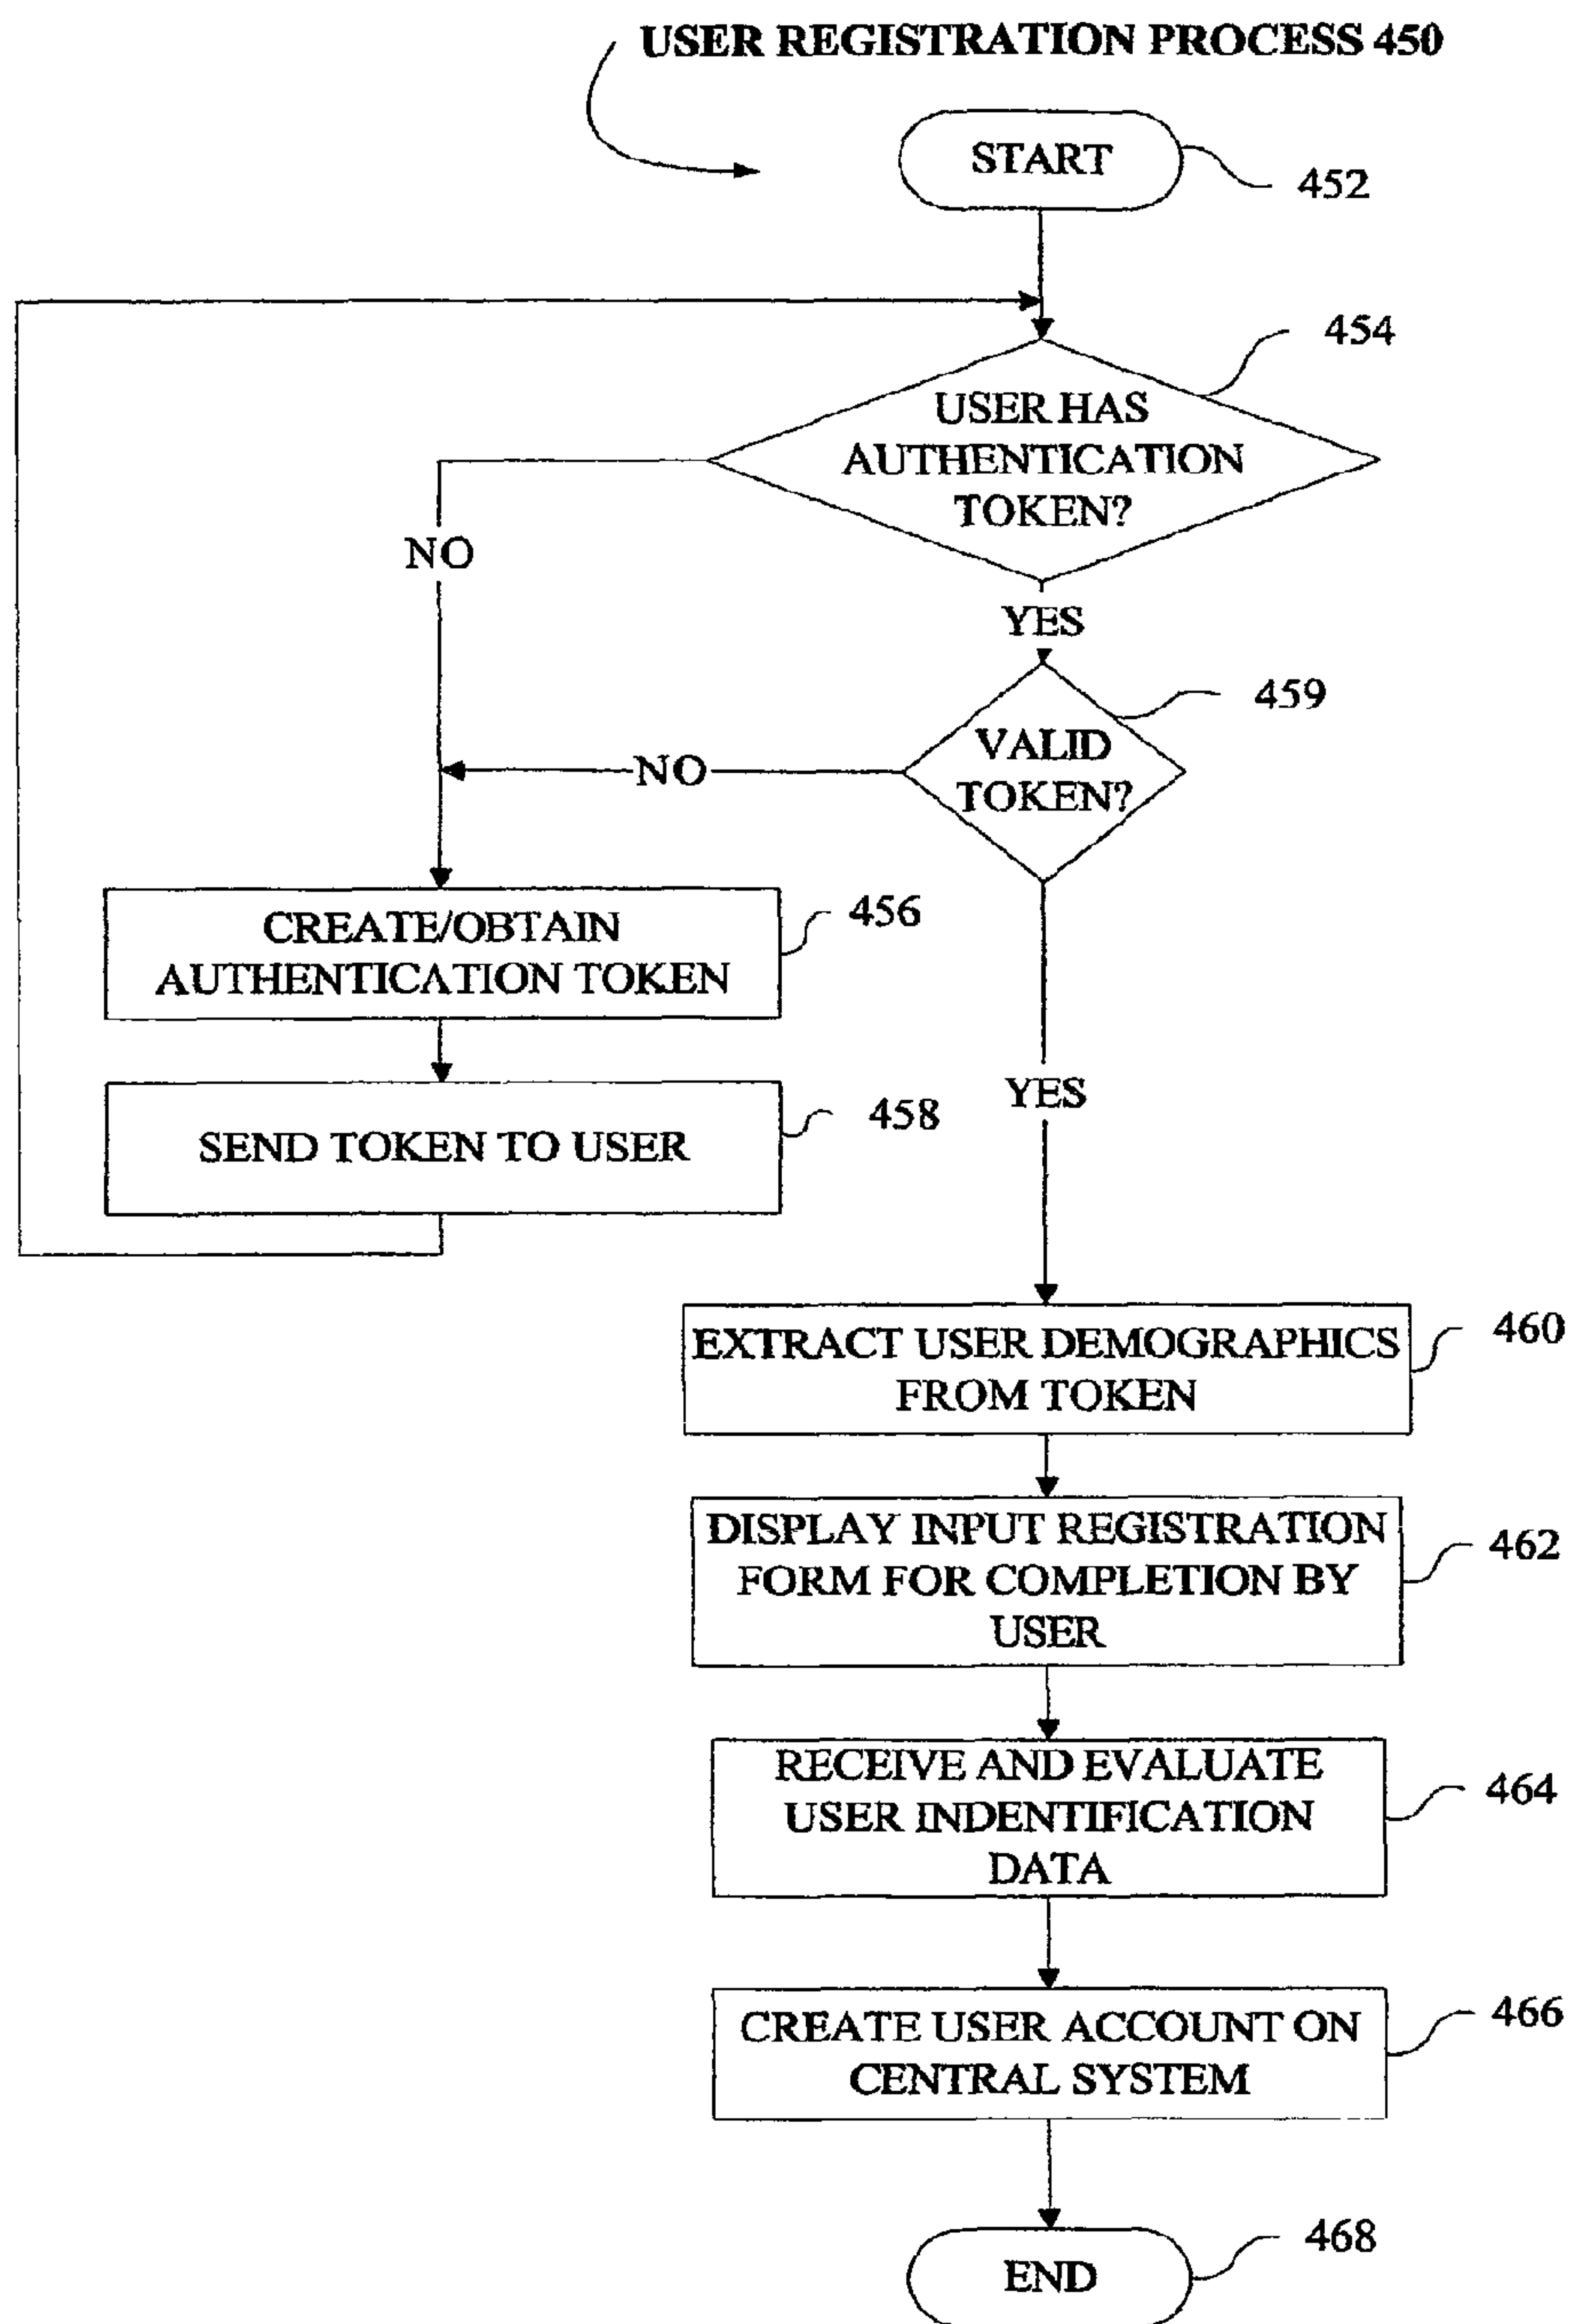 USER REGISTRATION PROCESS 450
START
452
454
USER HAS
AUTHENTICATION
TOKEN?
NO
YES
459
VALID
TOKEN?
NO
456
CREATE/OBTAIN
AUTHENTICATION TOKEN
YES
458
SEND TOKEN TO USER
460
EXTRACT USER DEMOGRAPHICS
FROM TOKEN
462
DISPLAY INPUT REGISTRATION
FORM FOR COMPLETION BY
USER
464
RECEIVE AND EVALUATE
USER INDENTIFICATION
DATA
466
CREATE USER ACCOUNT ON
CENTRAL SYSTEM
468
END